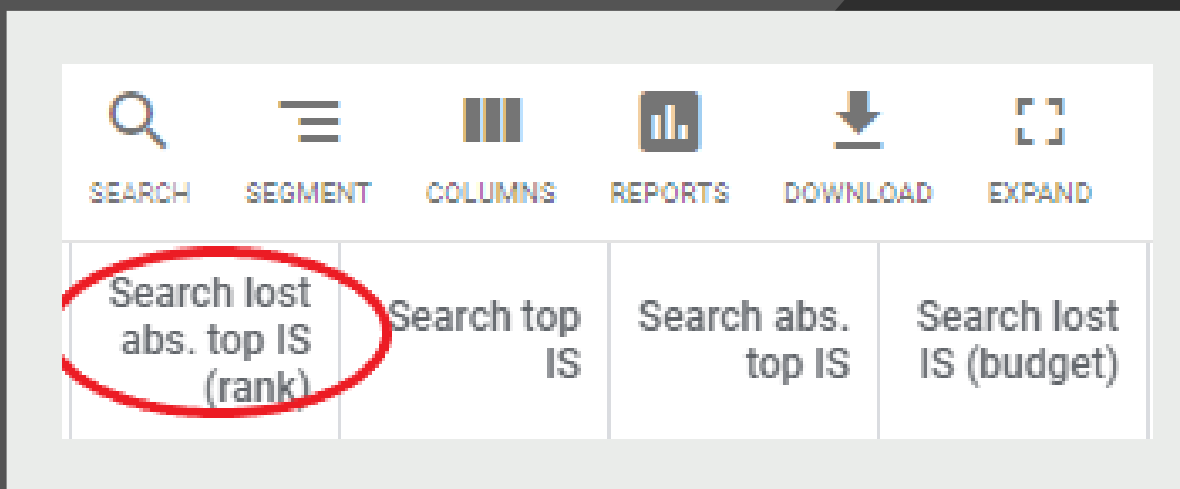 SEARCH SEGMENT COLUMNS REPORTS DOWNLOAD EXPAND
Search lost
abs. top IS
(rank)
Search top
IS
Search abs.
top IS
Search lost
IS (budget)